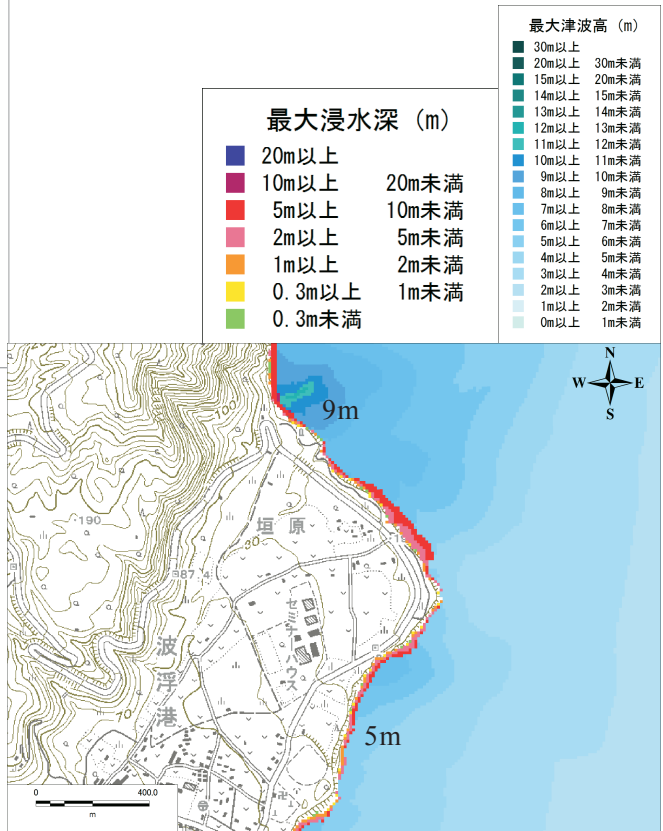 最大津波高 (m)
30m以上
20m以上 30m未満
15m以上 20m未満
14m以上 15m未満
13m以上 14m未満
12m以上 13m未満
11m以上 12m未満
10m以上 11m未満
9m以上 10m未満
8m以上 9m未満
7m以上 8m未満
6m以上 7m未満
5m以上 6m未満
4m以上 5m未満
3m以上 4m未満
2m以上 3m未満
1m以上 2m未満
0m以上 1m未満
最大浸水深 (m)
20m以上
10m以上 20m未満
5m以上 10m未満
2m以上 5m未満
1m以上 2m未満
0.3m以上 1m未満
0.3m未満
N
W E
S
9m
100
190
垣原
87.4
ゼミナーハウス
波浮港
5m
0 400.0
m